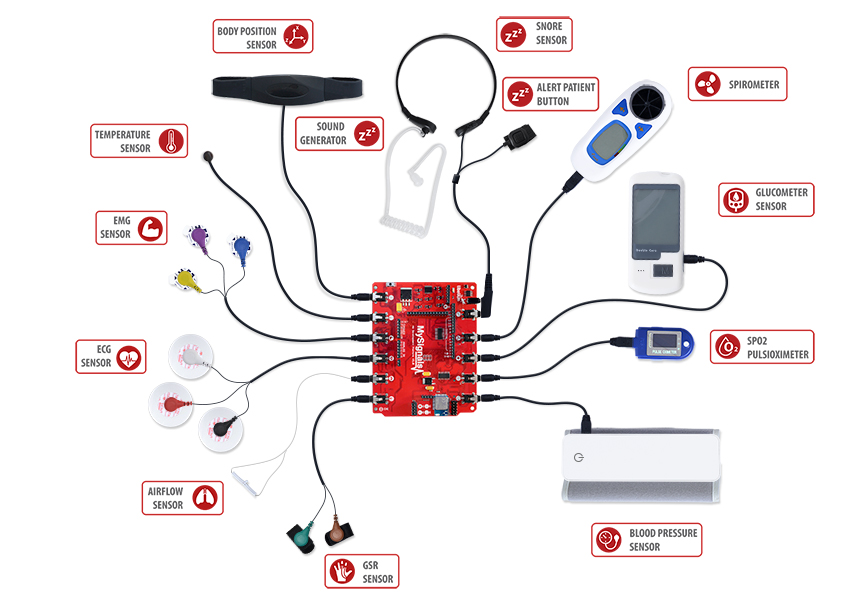 BODY POSITION
SENSOR
SNORE
SENSOR
ALERT PATIENT
BUTTON
SPIROMETER
TEMPERATURE
SENSOR
SOUND
GENERATOR
GLUCOMETER
SENSOR
EMG
SENSOR
MySignals
SPO2
PULSIOXIMETER
ECG
SENSOR
AIRFLOW
SENSOR
BLOOD PRESSURE
SENSOR
GSR
SENSOR